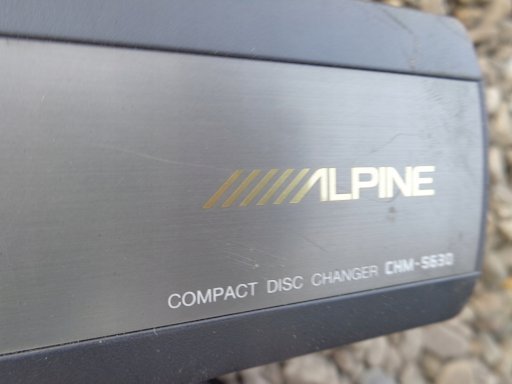 ALPINE
COMPACT DISC CHANGER CHM-S630